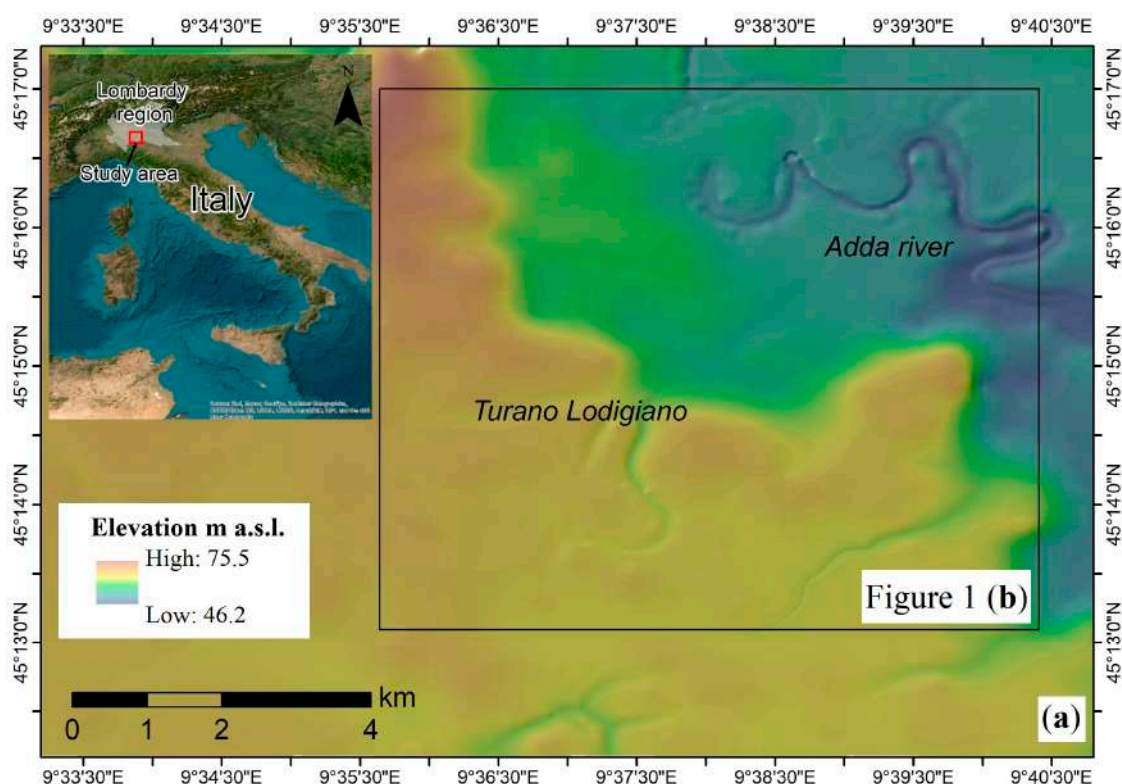 9°33'30"E 9°34'30"E 9°35'30"E 9°36'30"E 9°37'30"E 9°38'30"E 9°39'30"E 9°40'30"E
45°17'0"N
45°16'0"N
45°15'0"N
45°14'0"N
45°13'0"N
N
Lombardy
region
Study area
Italy
Adda river
Turano Lodigiano
Elevation m a.s.l.
High: 75.5
Low: 46.2
Figure 1 (b)
km
0 1 2 4
(a)
45°17'0"N
45°16'0"N
45°15'0"N
45°14'0"N
45°13'0"N
9°33'30"E 9°34'30"E 9°35'30"E 9°36'30"E 9°37'30"E 9°38'30"E 9°39'30"E 9°40'30"E